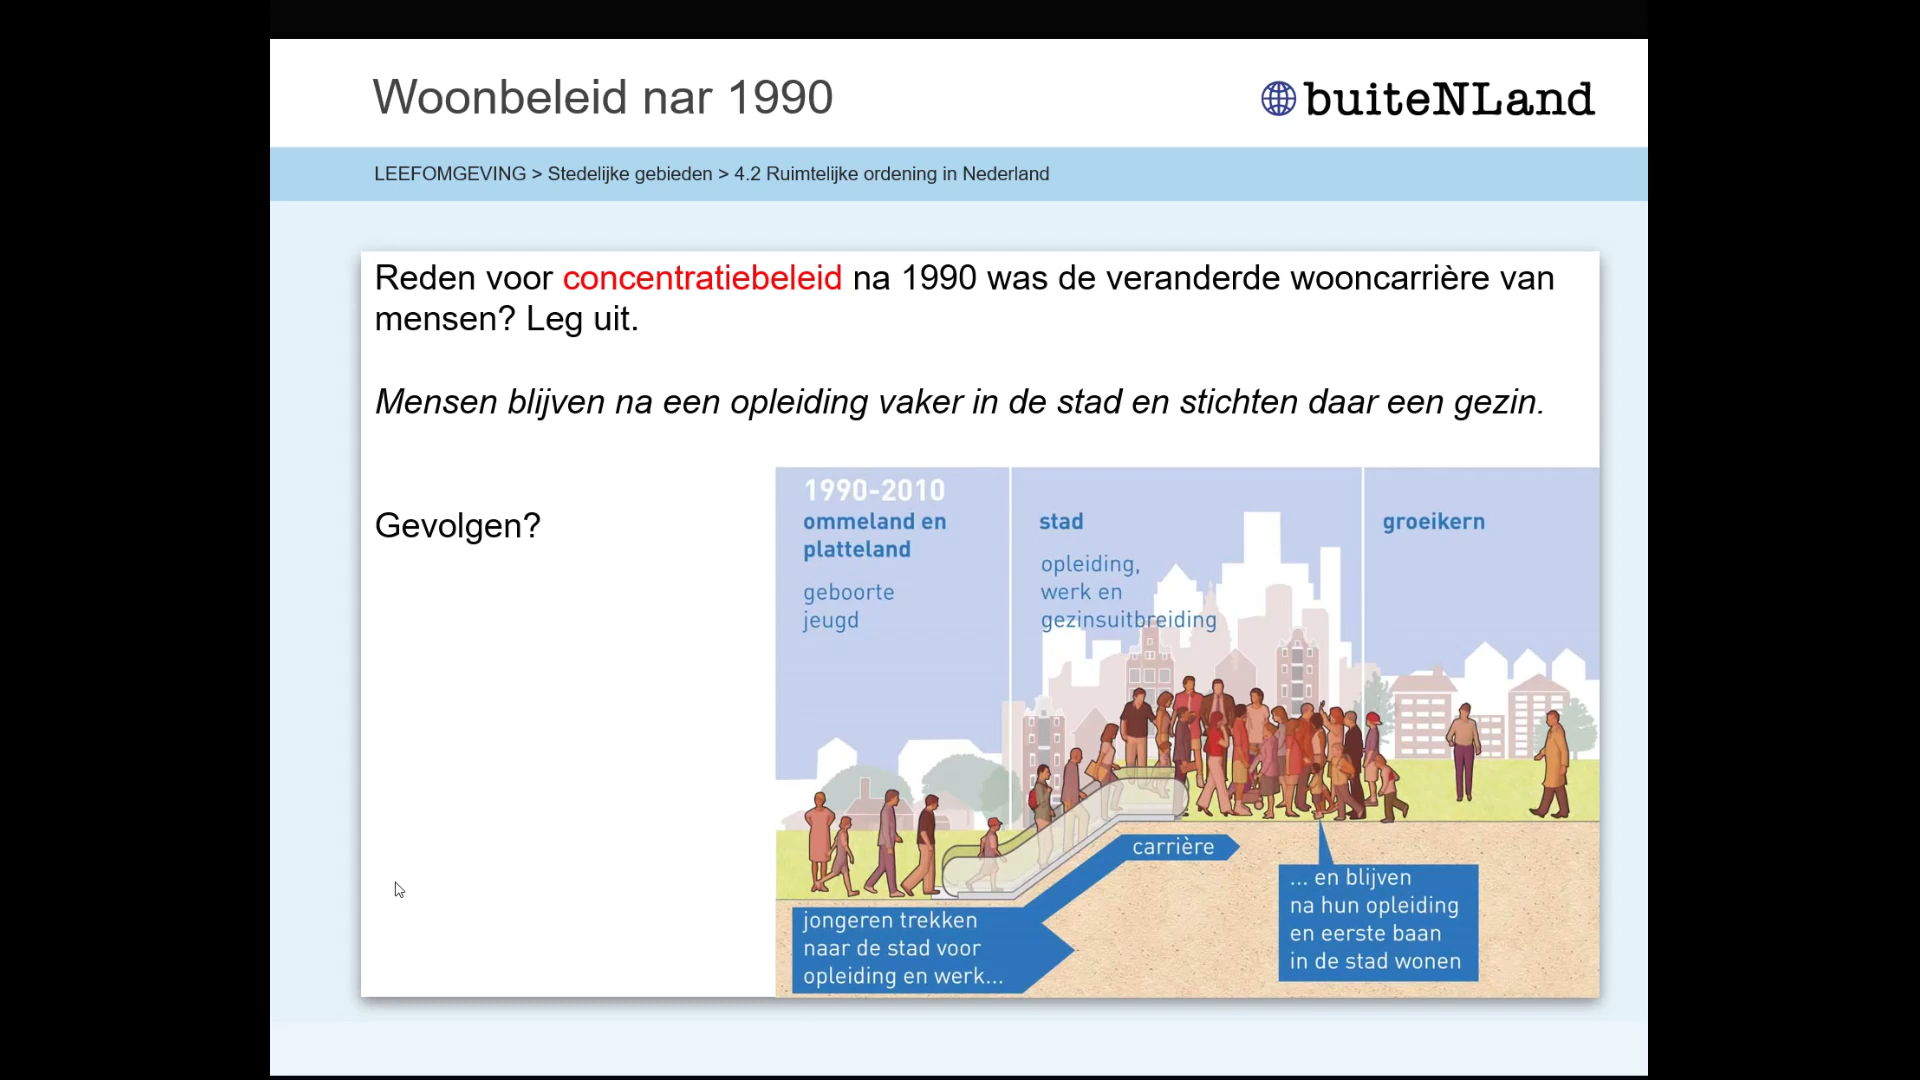 Woonbeleid nar 1990
buiteNLand
LEEFOMGEVING > Stedelijke gebieden > 4.2 Ruimtelijke ordening in Nederland
Reden voor concentratiebeleid na 1990 was de veranderde wooncarrière van
mensen? Leg uit.
Mensen blijven na een opleiding vaker in de stad en stichten daar een gezin.
Gevolgen?
1990-2010
ommeland en
platteland
geboorte
jeugd
stad
opleiding,
werk en
gezinsuitbreiding
groeikern
carrière
jongeren trekken
naar de stad voor
opleiding en werk...
... en blijven
na hun opleiding
en eerste baan
in de stad wonen